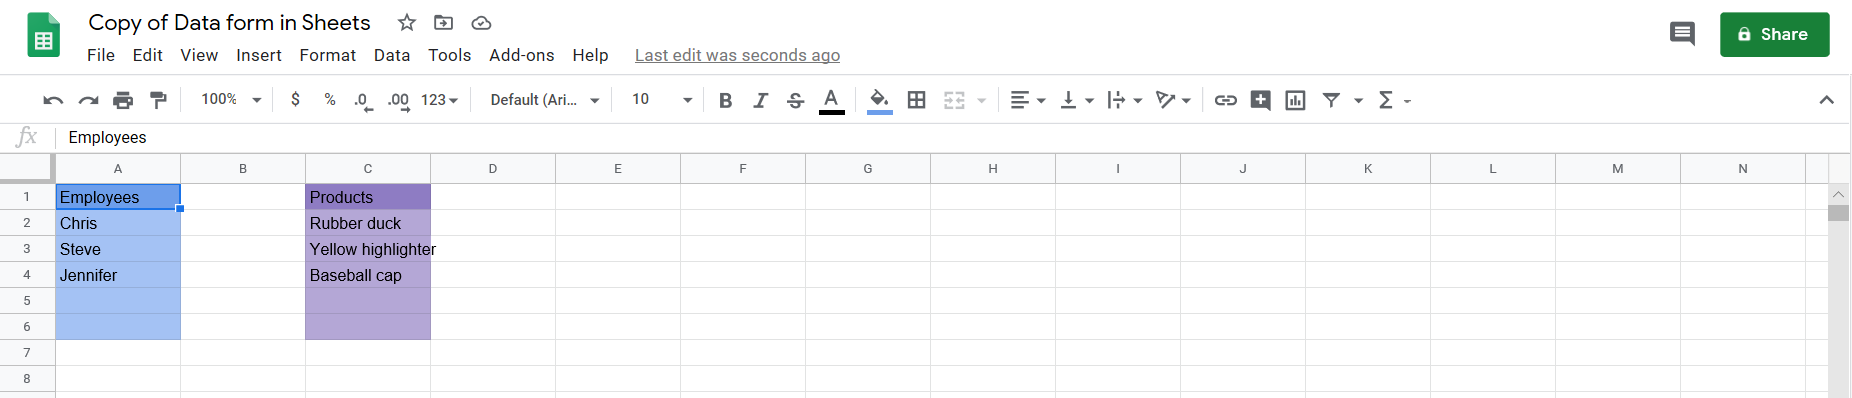 Copy of Data form in Sheets
File Edit View Insert Format Data Tools Add-ons Help Last edit was seconds ago
Share
100% $ % .0 .00 123 Default (Ari... 10 B I S A Σ
fx Employees
A B C D E F G H I J K L M N
1 Employees Products
2 Chris Rubber duck
3 Steve Yellow highlighter
4 Jennifer Baseball cap
5
6
7
8